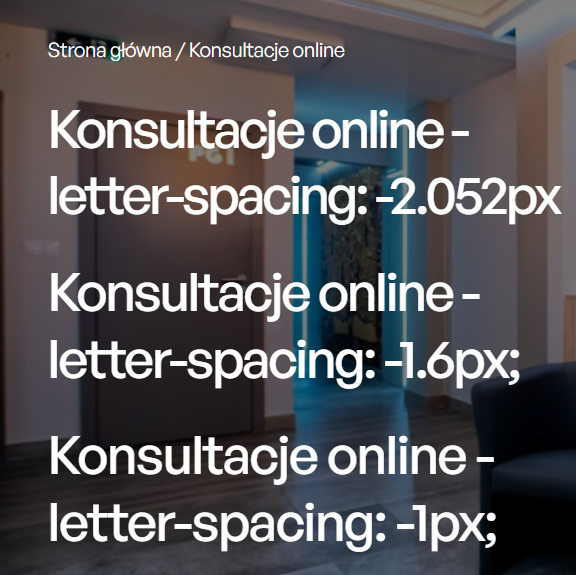 Strona główna / Konsultacje online
Konsultacje online -
letter-spacing: -2.052px
Konsultacje online -
letter-spacing: -1.6px;
Konsultacje online -
letter-spacing: -1px;